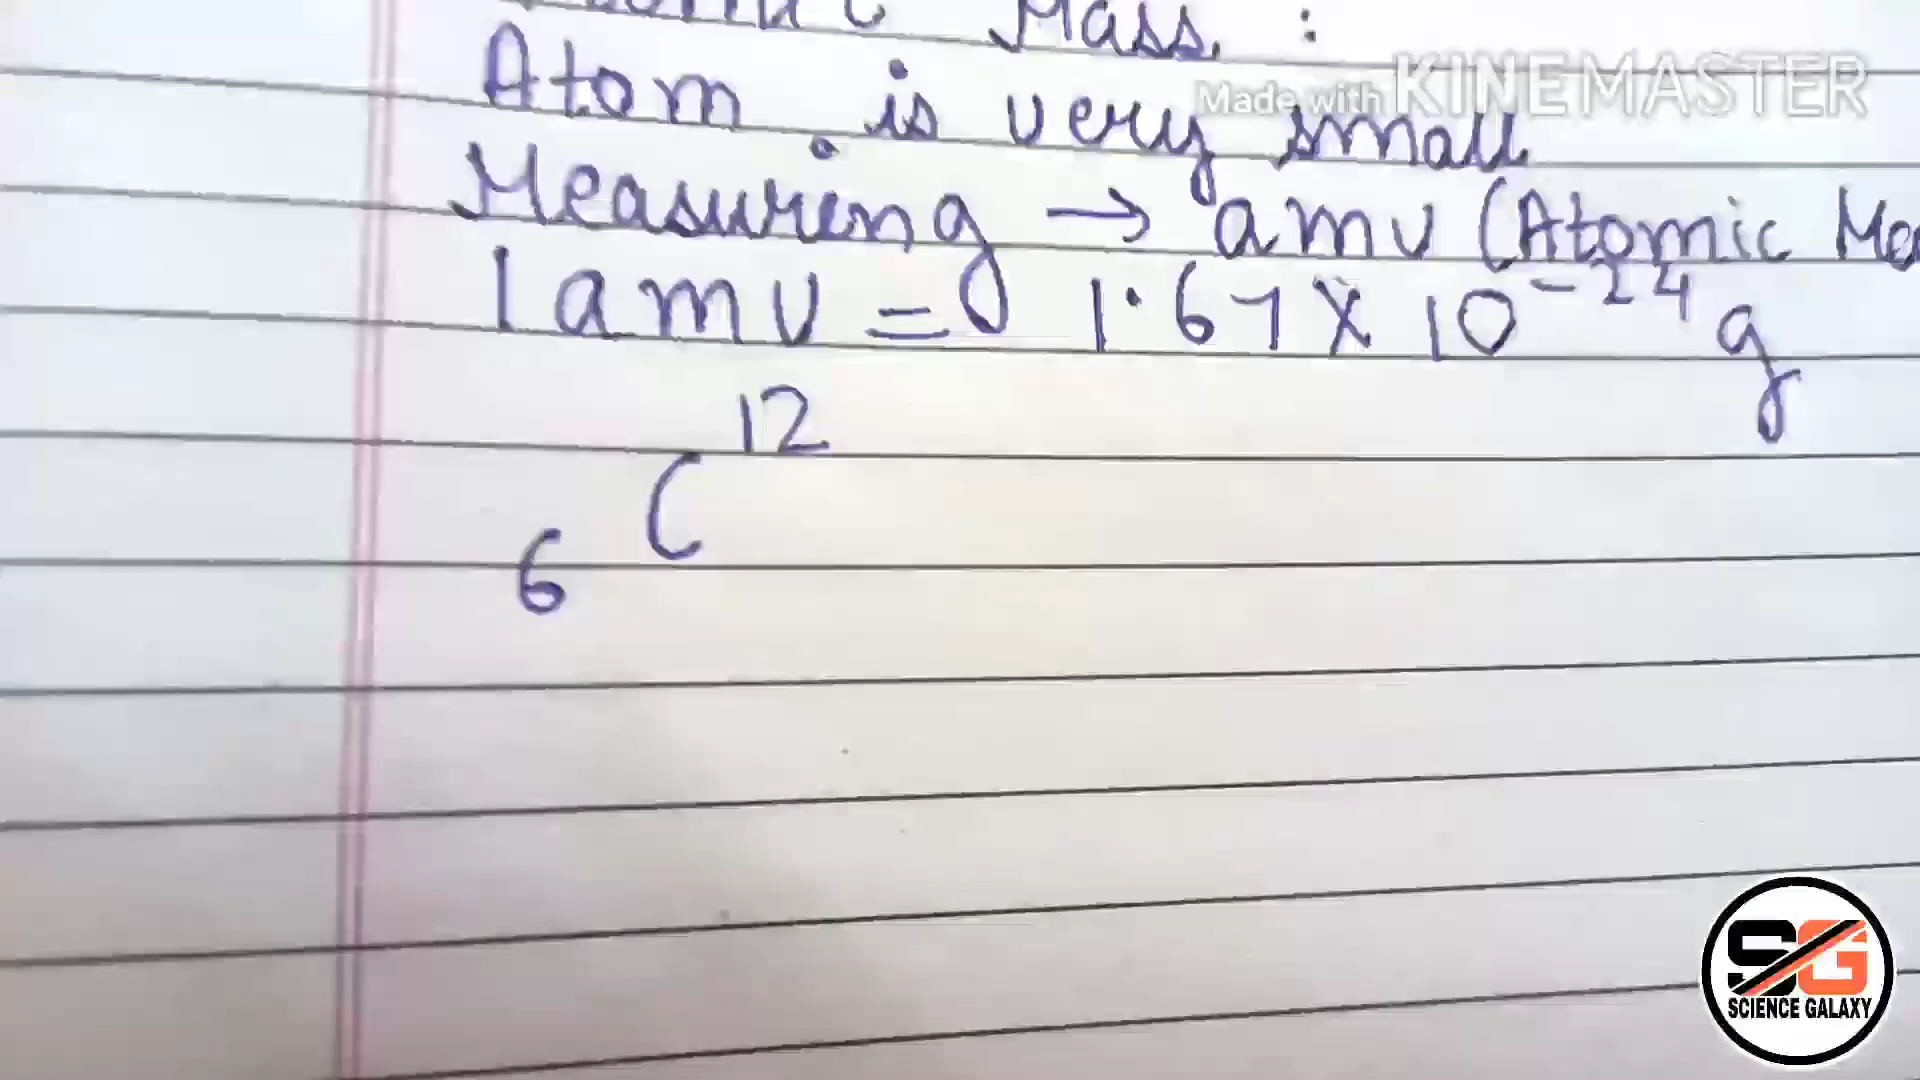 Mass :
Made with KINEMASTER
Atom is very small
Measuring → amu (Atomic
1 amu = 1.67 x 10⁻²⁴ g
12
C
6
SG
SCIENCE GALAXY